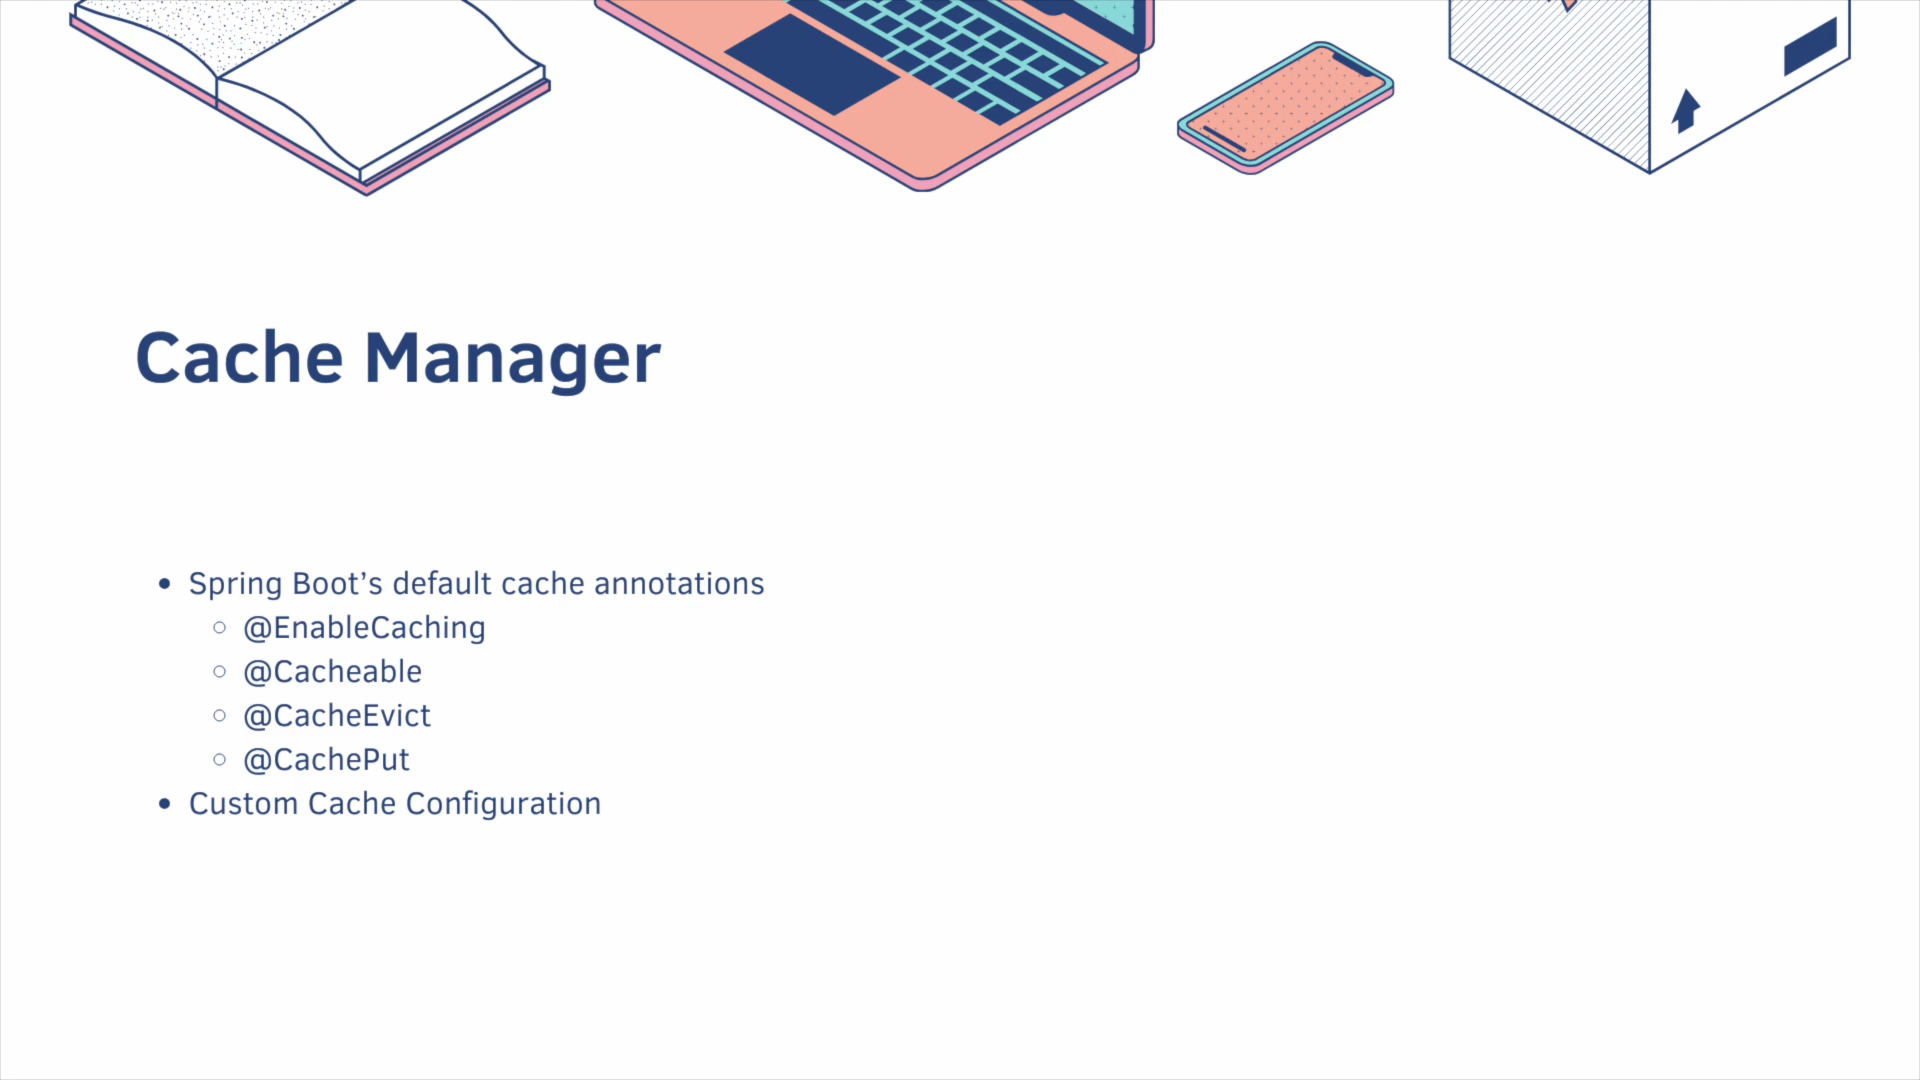 Cache Manager
• Spring Boot’s default cache annotations
○ @EnableCaching
○ @Cacheable
○ @CacheEvict
○ @CachePut
• Custom Cache Configuration